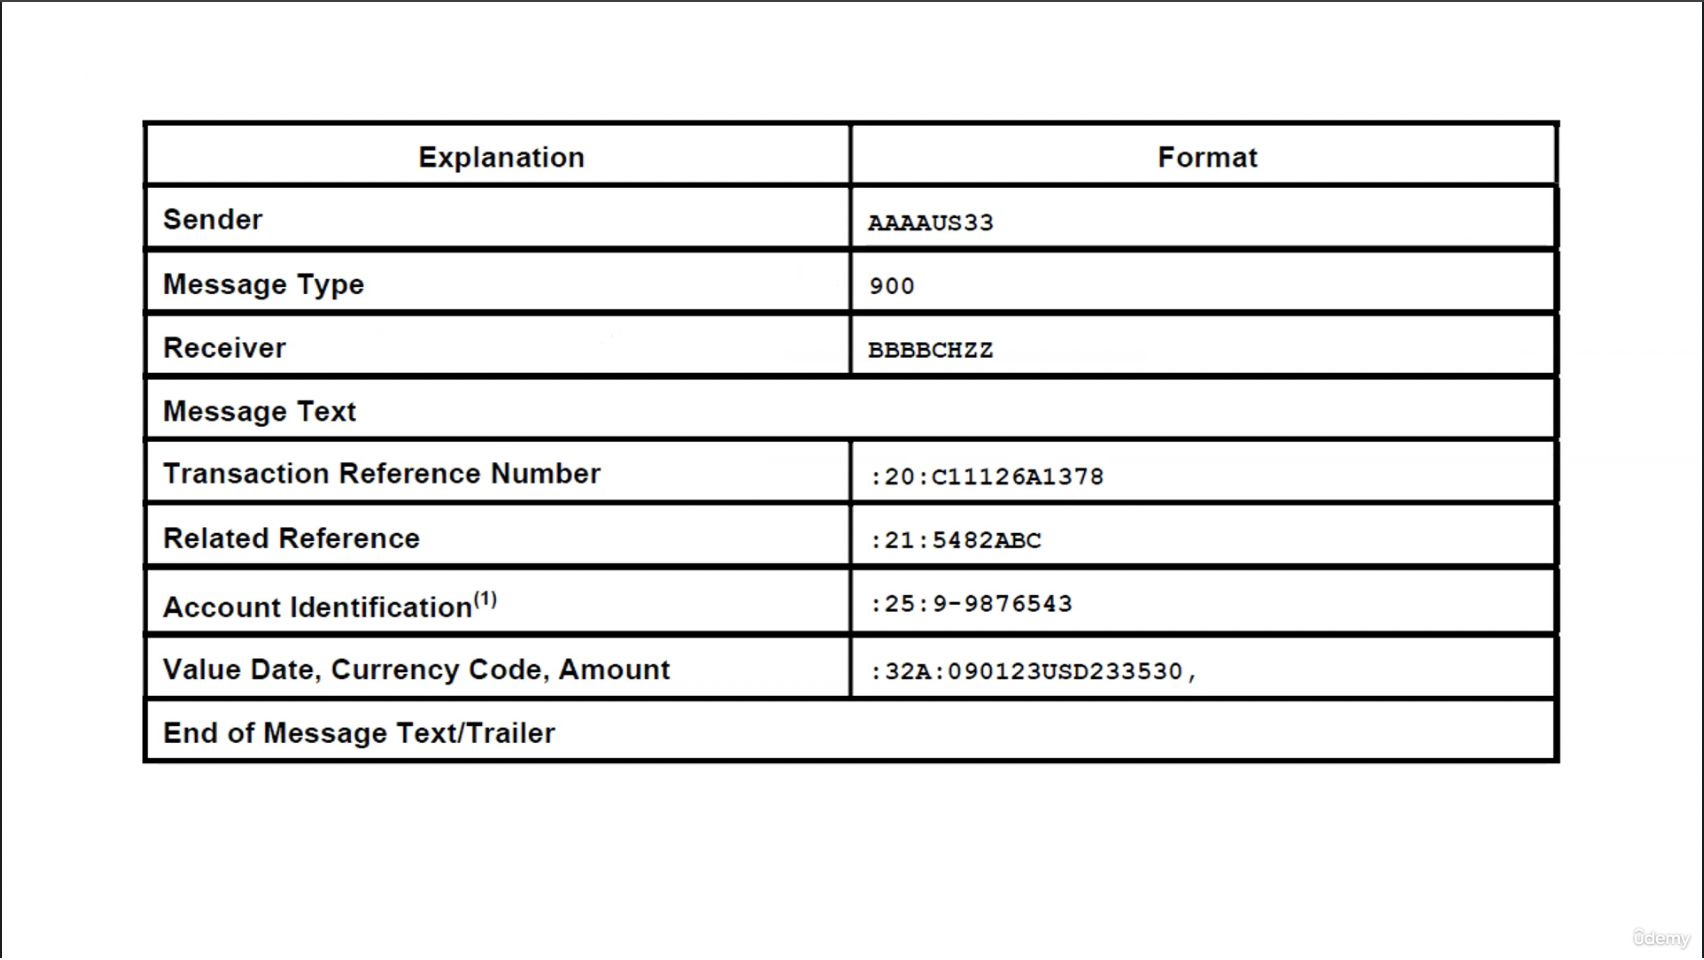 Explanation Format
Sender AAAAUS33
Message Type 900
Receiver BBBBCHZZ
Message Text
Transaction Reference Number :20:C11126A1378
Related Reference :21:5482ABC
Account Identification(1) :25:9-9876543
Value Date, Currency Code, Amount :32A:090123USD233530,
End of Message Text/Trailer
ûdemy